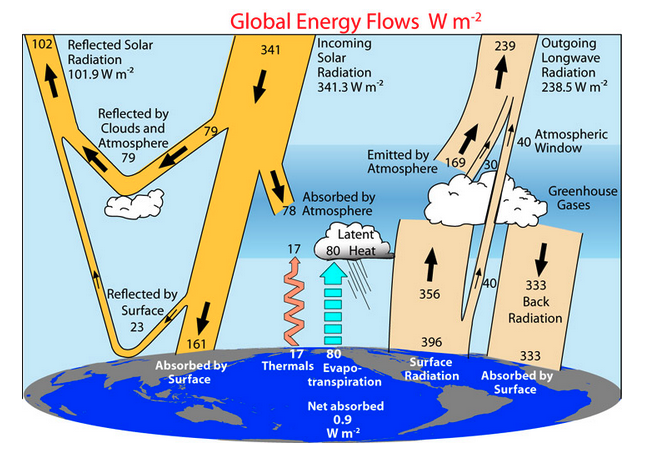 Global Energy Flows W m-2
102
Reflected Solar
Radiation
101.9 W m-2
341
Incoming
Solar
Radiation
341.3 W m-2
239
Outgoing
Longwave
Radiation
238.5 W m-2
Reflected by
Clouds and
Atmosphere
79
79
Emitted by
Atmosphere
169
30
40
Atmospheric
Window
Greenhouse
Gases
78
Absorbed by
Atmosphere
17
Latent
80 Heat
Reflected by
Surface
23
356
40
333
Back
Radiation
161
Absorbed by
Surface
17
Thermals
80
Evapo-
transpiration
396
Surface
Radiation
333
Absorbed by
Surface
Net absorbed
0.9
W m-2